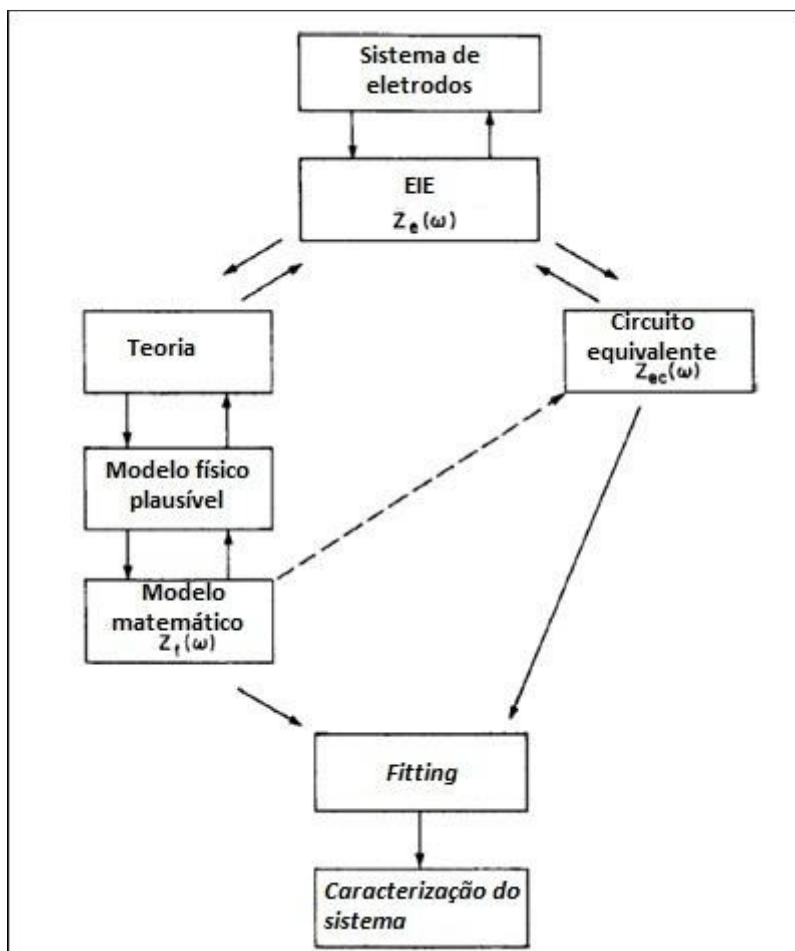 Sistema de
eletrodos
EIE
Z_e(ω)
Teoria
Circuito
equivalente
Z_ec(ω)
Modelo físico
plausível
Modelo
matemático
Z_t(ω)
Fitting
Caracterização do
sistema